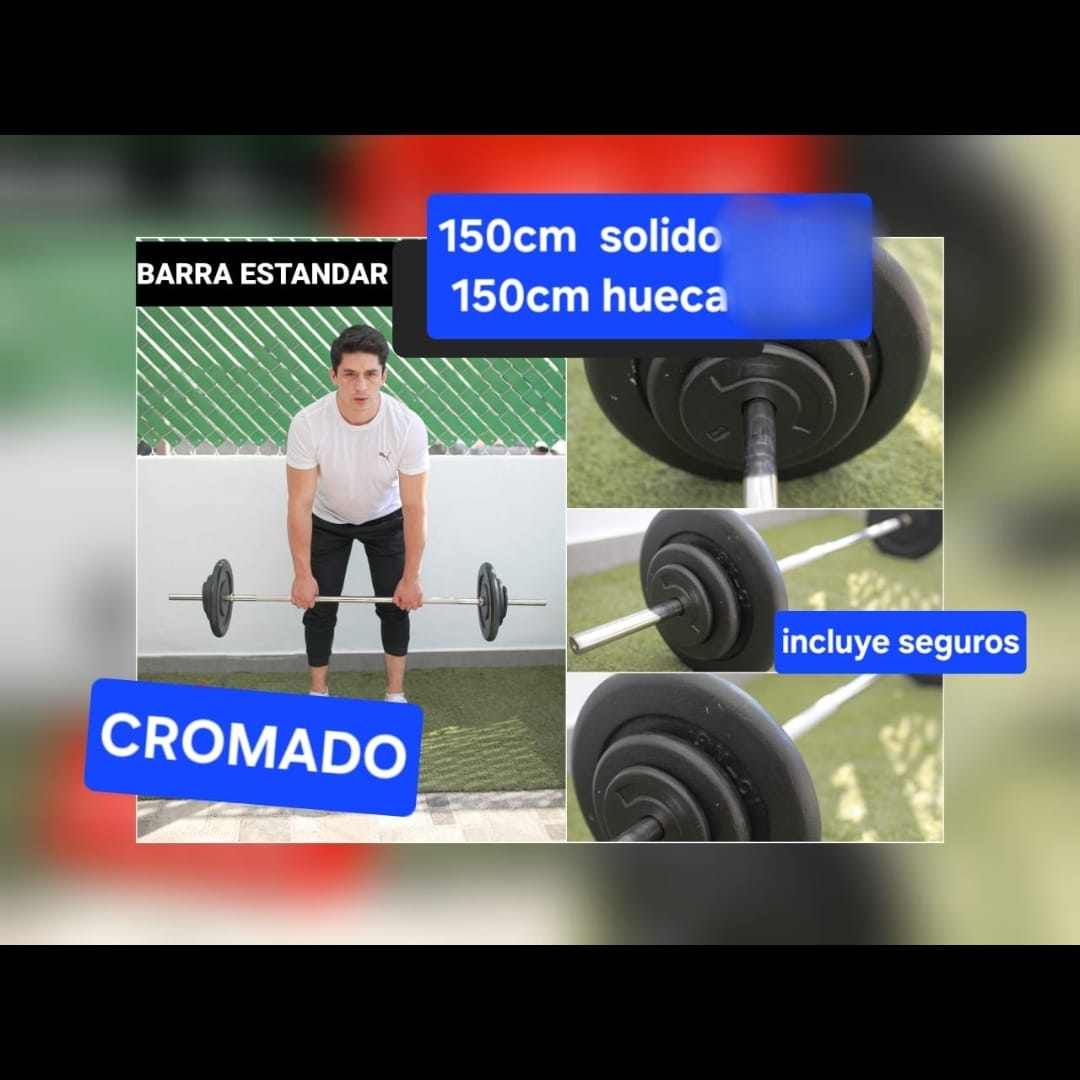 150cm solido
150cm hueca
BARRA ESTANDAR
incluye seguros
CROMADO